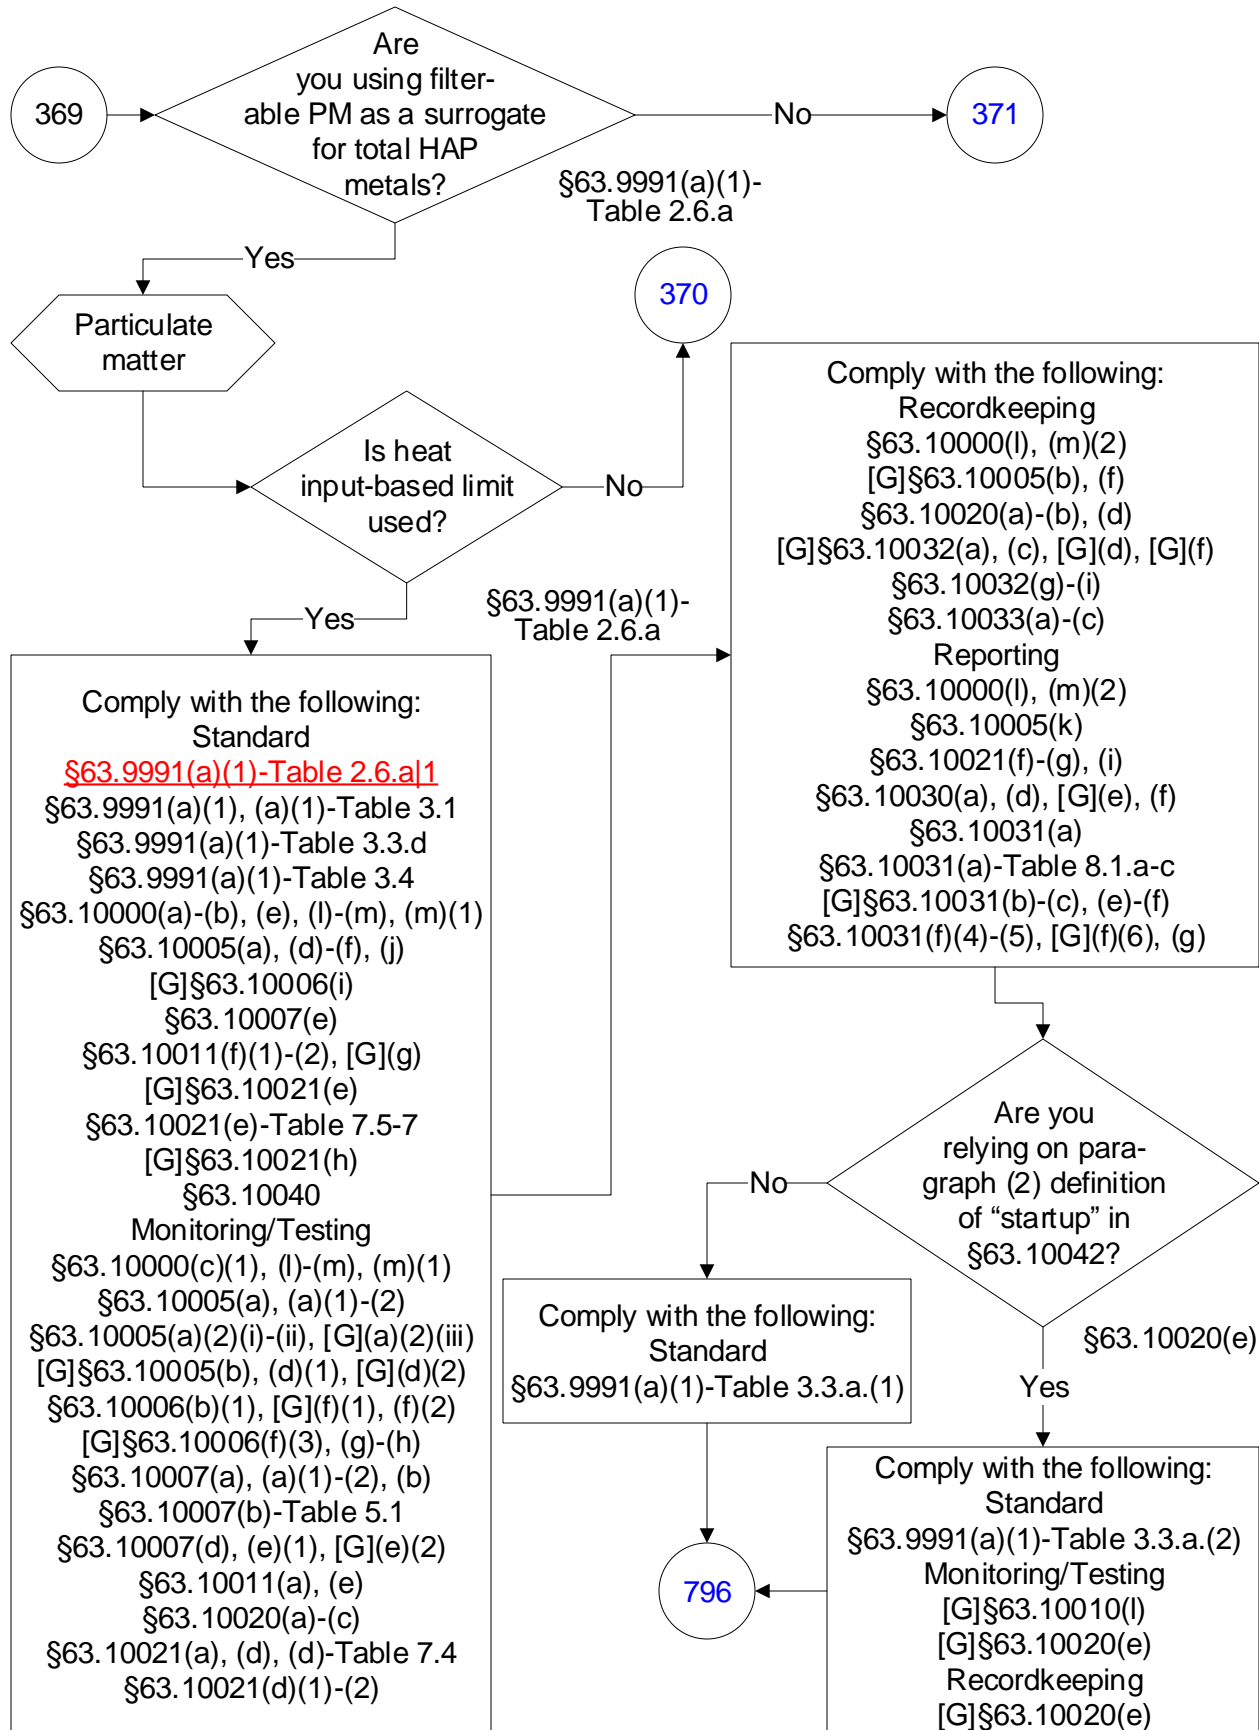 369
Are
you using filter-
able PM as a surrogate
for total HAP
metals?
No
371
§63.9991(a)(1)-
Table 2.6.a
Yes
Particulate
matter
370
Is heat
input-based limit
used?
No
§63.9991(a)(1)-
Table 2.6.a
Yes
Comply with the following:
Standard
§63.9991(a)(1)-Table 2.6.a|1
§63.9991(a)(1), (a)(1)-Table 3.1
§63.9991(a)(1)-Table 3.3.d
§63.9991(a)(1)-Table 3.4
§63.10000(a)-(b), (e), (l)-(m), (m)(1)
§63.10005(a), (d)-(f), (j)
[G]§63.10006(i)
§63.10007(e)
§63.10011(f)(1)-(2), [G](g)
[G]§63.10021(e)
§63.10021(e)-Table 7.5-7
[G]§63.10021(h)
§63.10040
Monitoring/Testing
§63.10000(c)(1), (l)-(m), (m)(1)
§63.10005(a), (a)(1)-(2)
§63.10005(a)(2)(i)-(ii), [G](a)(2)(iii)
[G]§63.10005(b), (d)(1), [G](d)(2)
§63.10006(b)(1), [G](f)(1), (f)(2)
[G]§63.10006(f)(3), (g)-(h)
§63.10007(a), (a)(1)-(2), (b)
§63.10007(b)-Table 5.1
§63.10007(d), (e)(1), [G](e)(2)
§63.10011(a), (e)
§63.10020(a)-(c)
§63.10021(a), (d), (d)-Table 7.4
§63.10021(d)(1)-(2)
Comply with the following:
Recordkeeping
§63.10000(l), (m)(2)
[G]§63.10005(b), (f)
§63.10020(a)-(b), (d)
[G]§63.10032(a), (c), [G](d), [G](f)
§63.10032(g)-(i)
§63.10033(a)-(c)
Reporting
§63.10000(l), (m)(2)
§63.10005(k)
§63.10021(f)-(g), (i)
§63.10030(a), (d), [G](e), (f)
§63.10031(a)
§63.10031(a)-Table 8.1.a-c
[G]§63.10031(b)-(c), (e)-(f)
§63.10031(f)(4)-(5), [G](f)(6), (g)
Are you
relying on para-
graph (2) definition
of “startup” in
§63.10042?
No
§63.10020(e)
Yes
Comply with the following:
Standard
§63.9991(a)(1)-Table 3.3.a.(1)
796
Comply with the following:
Standard
§63.9991(a)(1)-Table 3.3.a.(2)
Monitoring/Testing
[G]§63.10010(l)
[G]§63.10020(e)
Recordkeeping
[G]§63.10020(e)